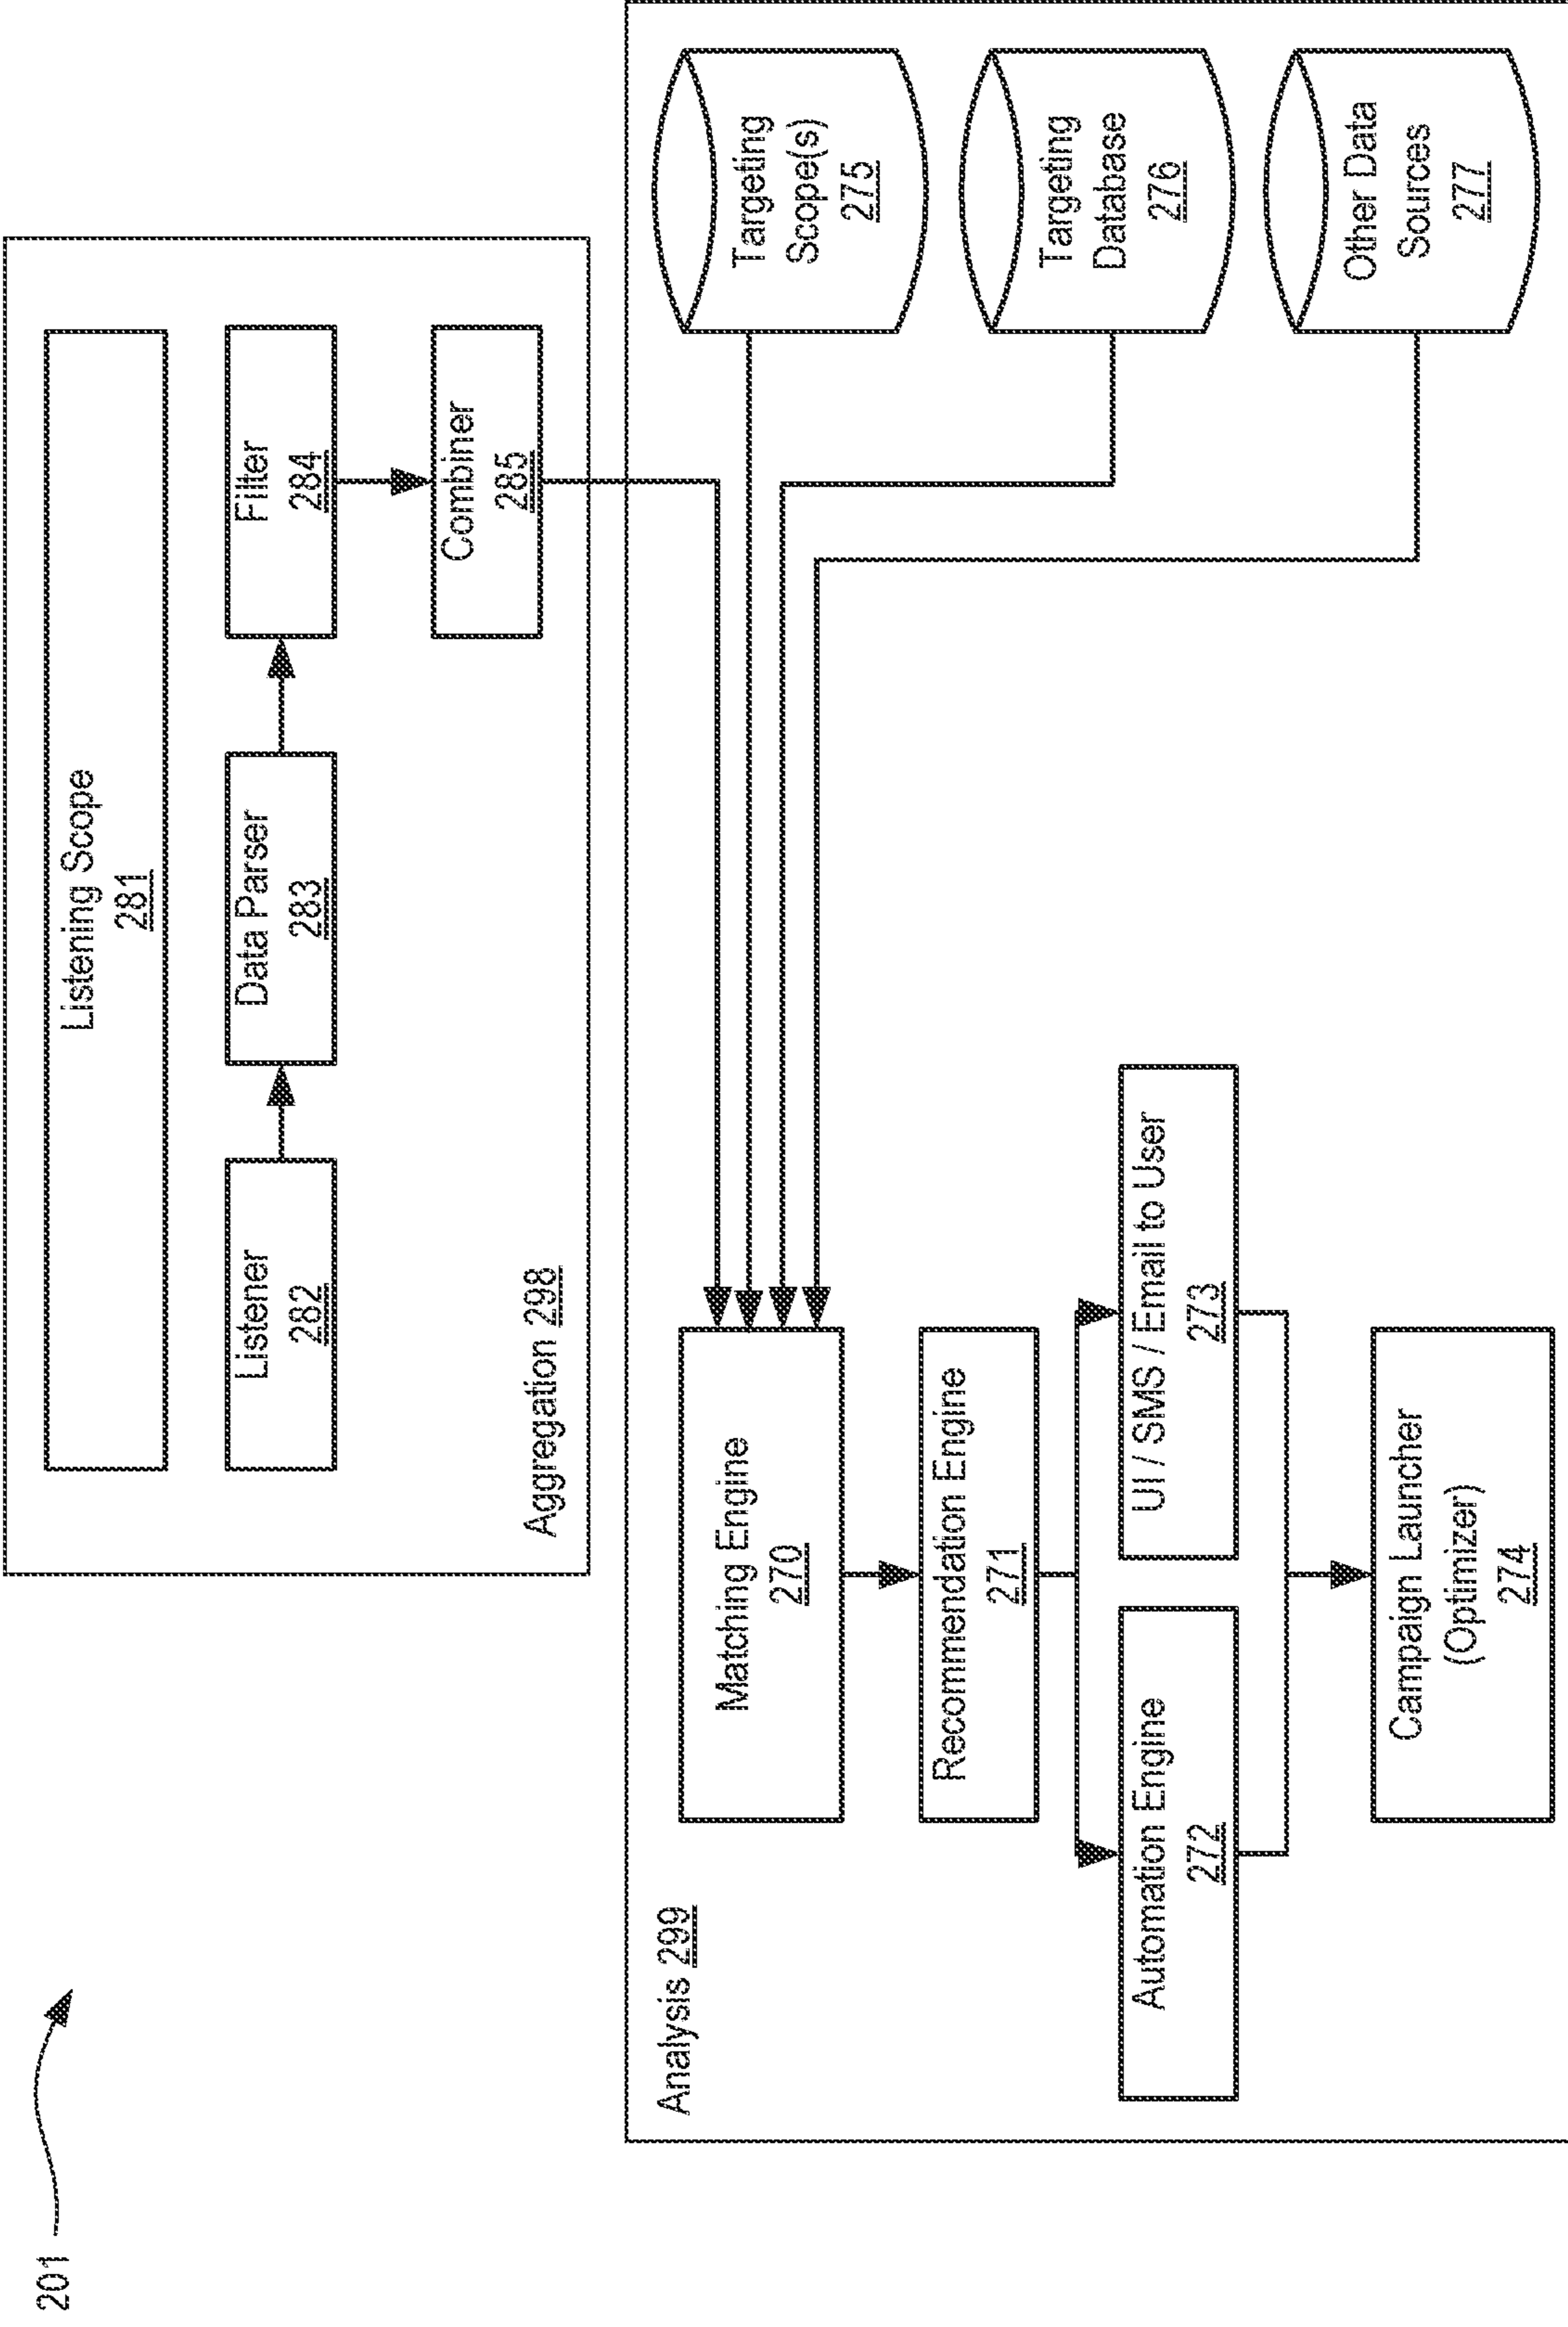 201
Listening Scope
281
Listener
282
Data Parser
283
Filter
284
Combiner
285
Aggregation 298
Analysis 299
Matching Engine
270
Recommendation Engine
271
Automation Engine
272
UI / SMS / Email to User
273
Campaign Launcher
(Optimizer)
274
Targeting
Scope(s)
275
Targeting
Database
276
Other Data
Sources
277